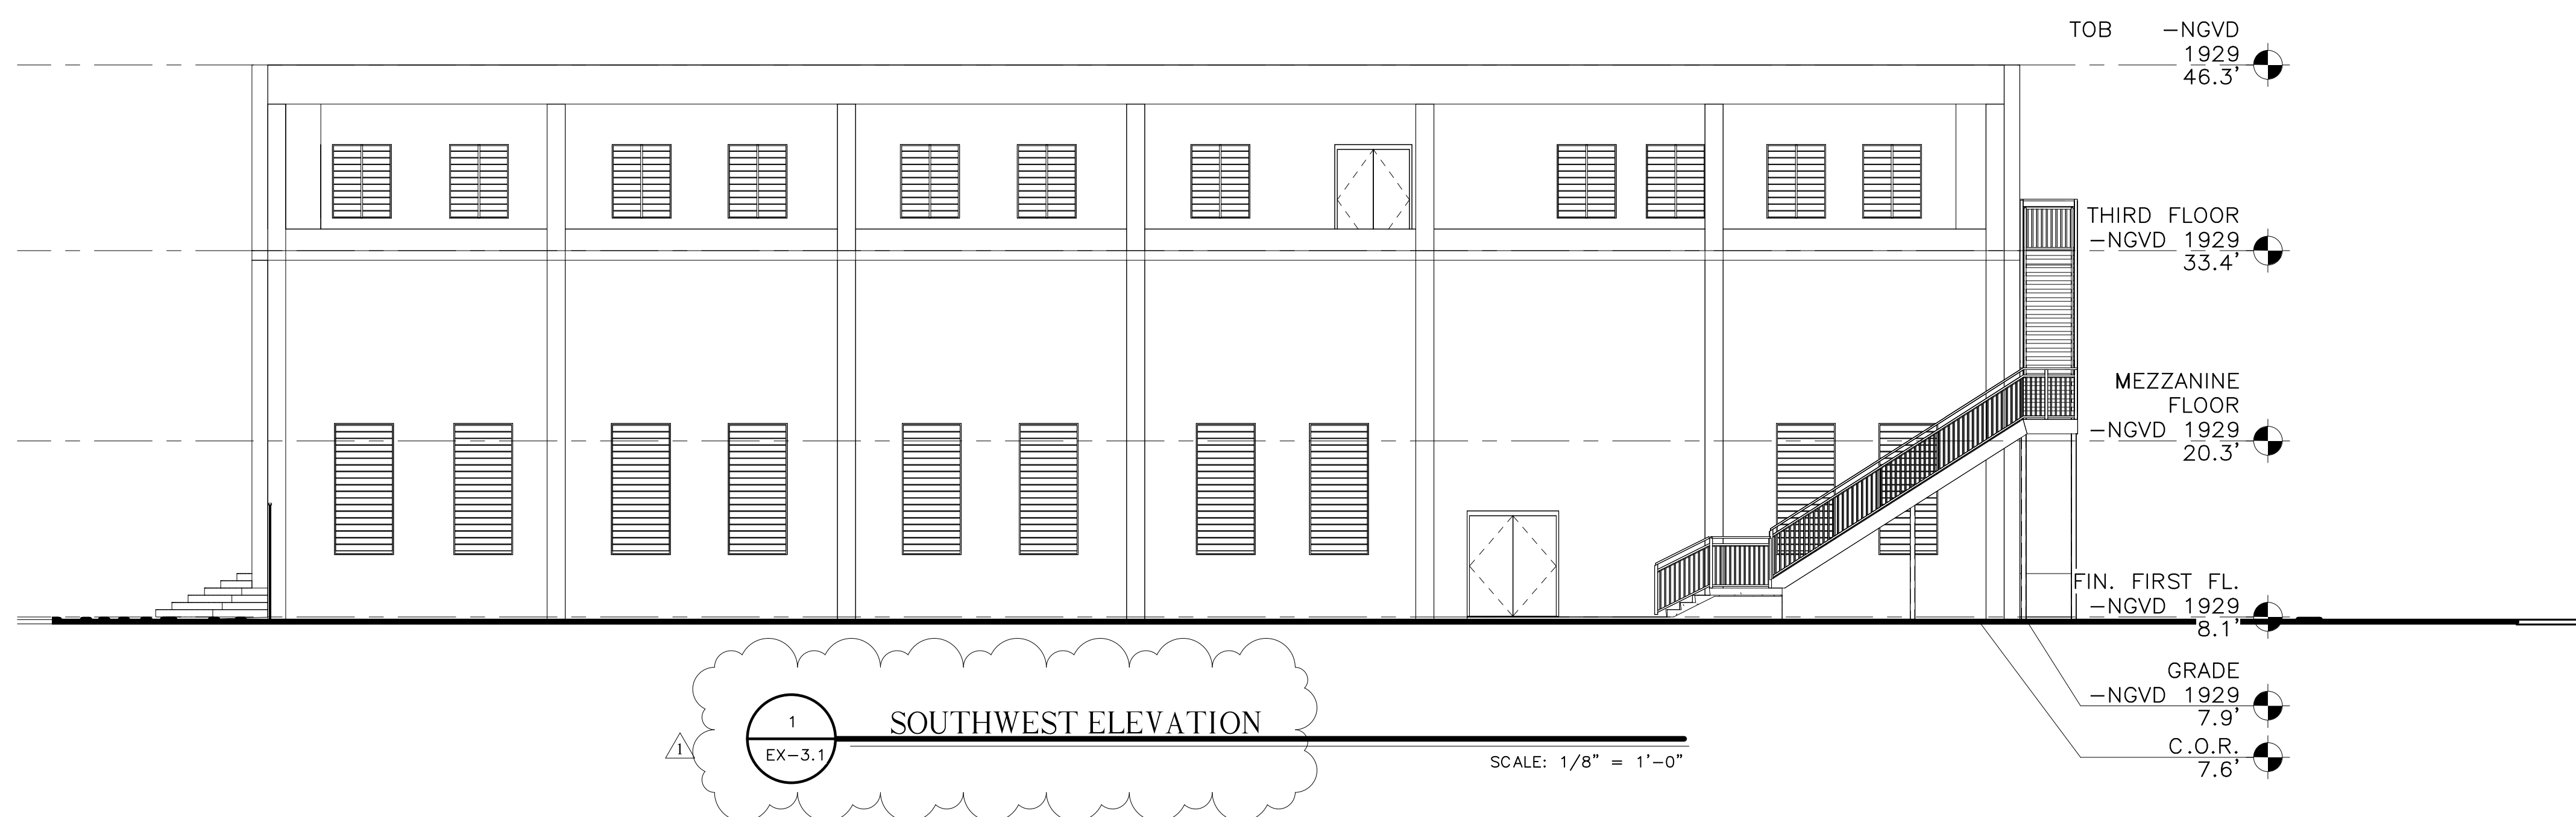 TOB -NGVD
1929
46.3'
THIRD FLOOR
-NGVD 1929
33.4'
MEZZANINE
FLOOR
-NGVD 1929
20.3'
FIN. FIRST FL.
-NGVD 1929
8.1'
GRADE
-NGVD 1929
7.9'
C.O.R.
7.6'
1
SOUTHWEST ELEVATION
1
EX-3.1
SCALE: 1/8" = 1'-0"